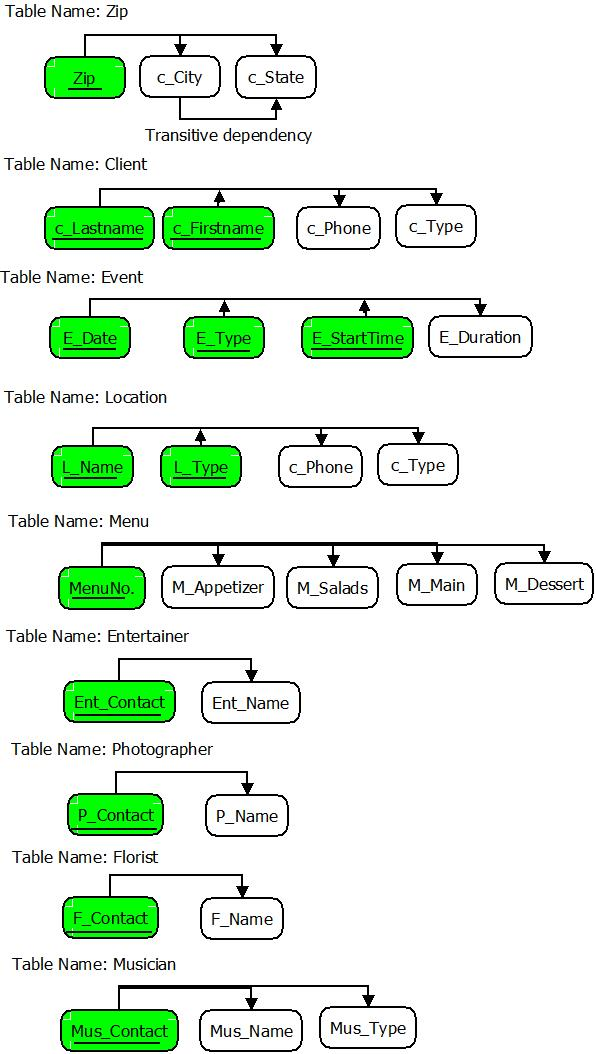 Table Name: Zip
Zip c_City c_State
Transitive dependency
Table Name: Client
c_Lastname c_Firstname c_Phone c_Type
Table Name: Event
E_Date E_Type E_StartTime E_Duration
Table Name: Location
L_Name L_Type c_Phone c_Type
Table Name: Menu
MenuNo. M_Appetizer M_Salads M_Main M_Dessert
Table Name: Entertainer
Ent_Contact Ent_Name
Table Name: Photographer
P_Contact P_Name
Table Name: Florist
F_Contact F_Name
Table Name: Musician
Mus_Contact Mus_Name Mus_Type